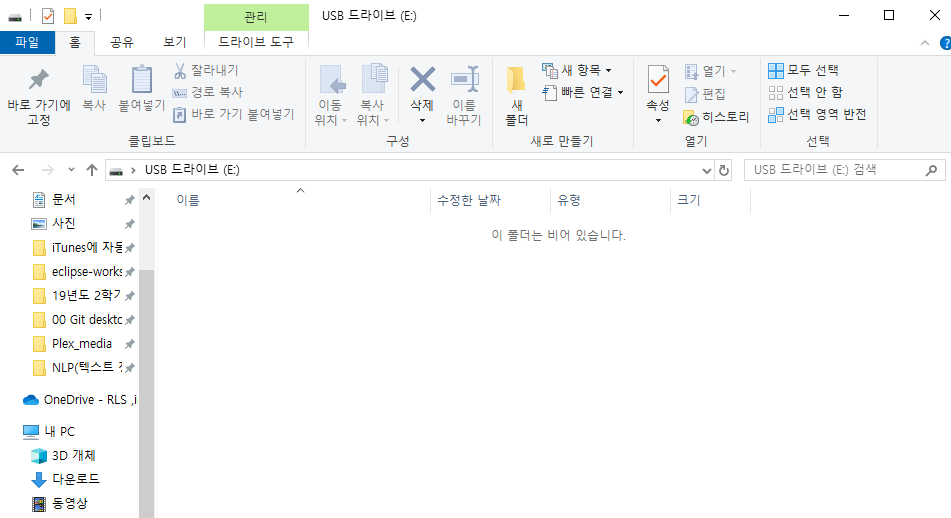 관리
USB 드라이브 (E:)
파일
홈
공유
보기
드라이브 도구
바로 가기에
고정
복사
붙여넣기
잘라내기
경로 복사
바로 가기 붙여넣기
클립보드
이동
위치
복사
위치
삭제
이름
바꾸기
구성
새
폴더
새 항목
빠른 연결
새로 만들기
속성
열기
편집
히스토리
열기
모두 선택
선택 안 함
선택 영역 반전
선택
USB 드라이브 (E:)
USB 드라이브 (E:) 검색
이름
수정한 날짜
유형
크기
이 폴더는 비어 있습니다.
문서
사진
iTunes에 자동
eclipse-works
19년도 2학기
00 Git deskto
Plex_media
NLP(텍스트
OneDrive - RLS ,i
내 PC
3D 개체
다운로드
동영상